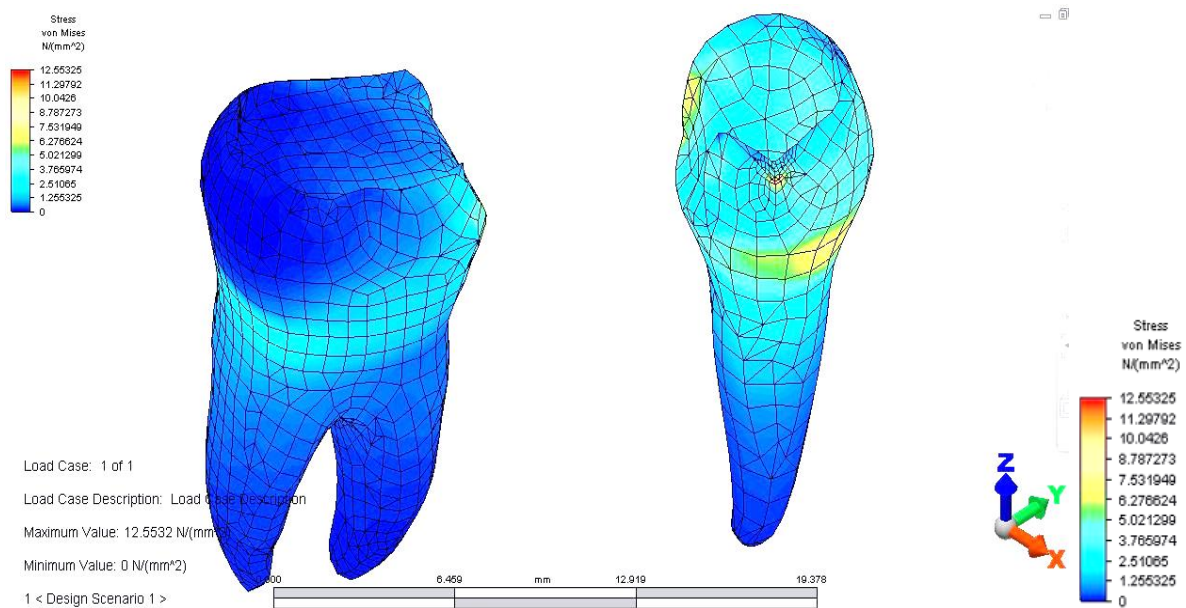 Stress
von Mises
N/(mm^2)
12.55325
11.29792
10.0426
8.787273
7.531949
6.276624
5.021299
3.765974
2.51065
1.255325
0
Load Case: 1 of 1
Load Case Description: Load Case Description
Maximum Value: 12.5532 N/(mm^2)
Minimum Value: 0 N/(mm^2)
1 < Design Scenario 1 >
0.000
6.459
mm
12.919
19.378
Z
Y
X
Stress
von Mises
N/(mm^2)
12.55325
11.29792
10.0426
8.787273
7.531949
6.276624
5.021299
3.765974
2.51065
1.255325
0